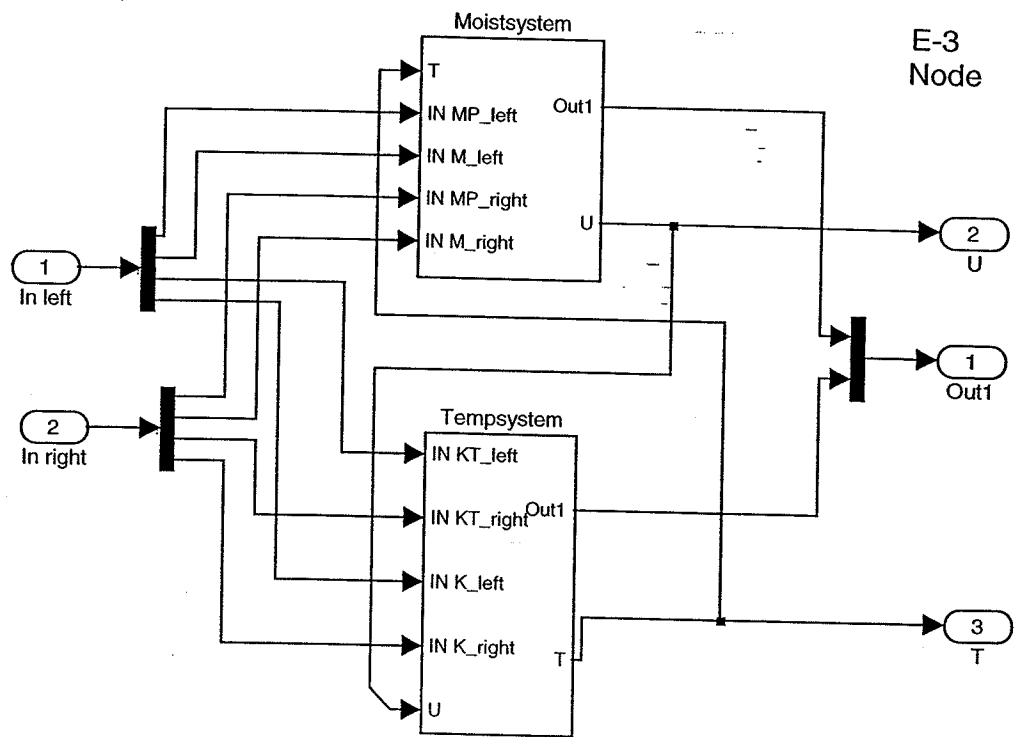 Moistsystem
E-3
Node
T
IN MP_left
IN M_left
IN MP_right
IN M_right
Out1
U
1
In left
2
In right
2
U
1
Out1
Tempsystem
IN KT_left
IN KT_right
IN K_left
IN K_right
U
Out1
T
3
T